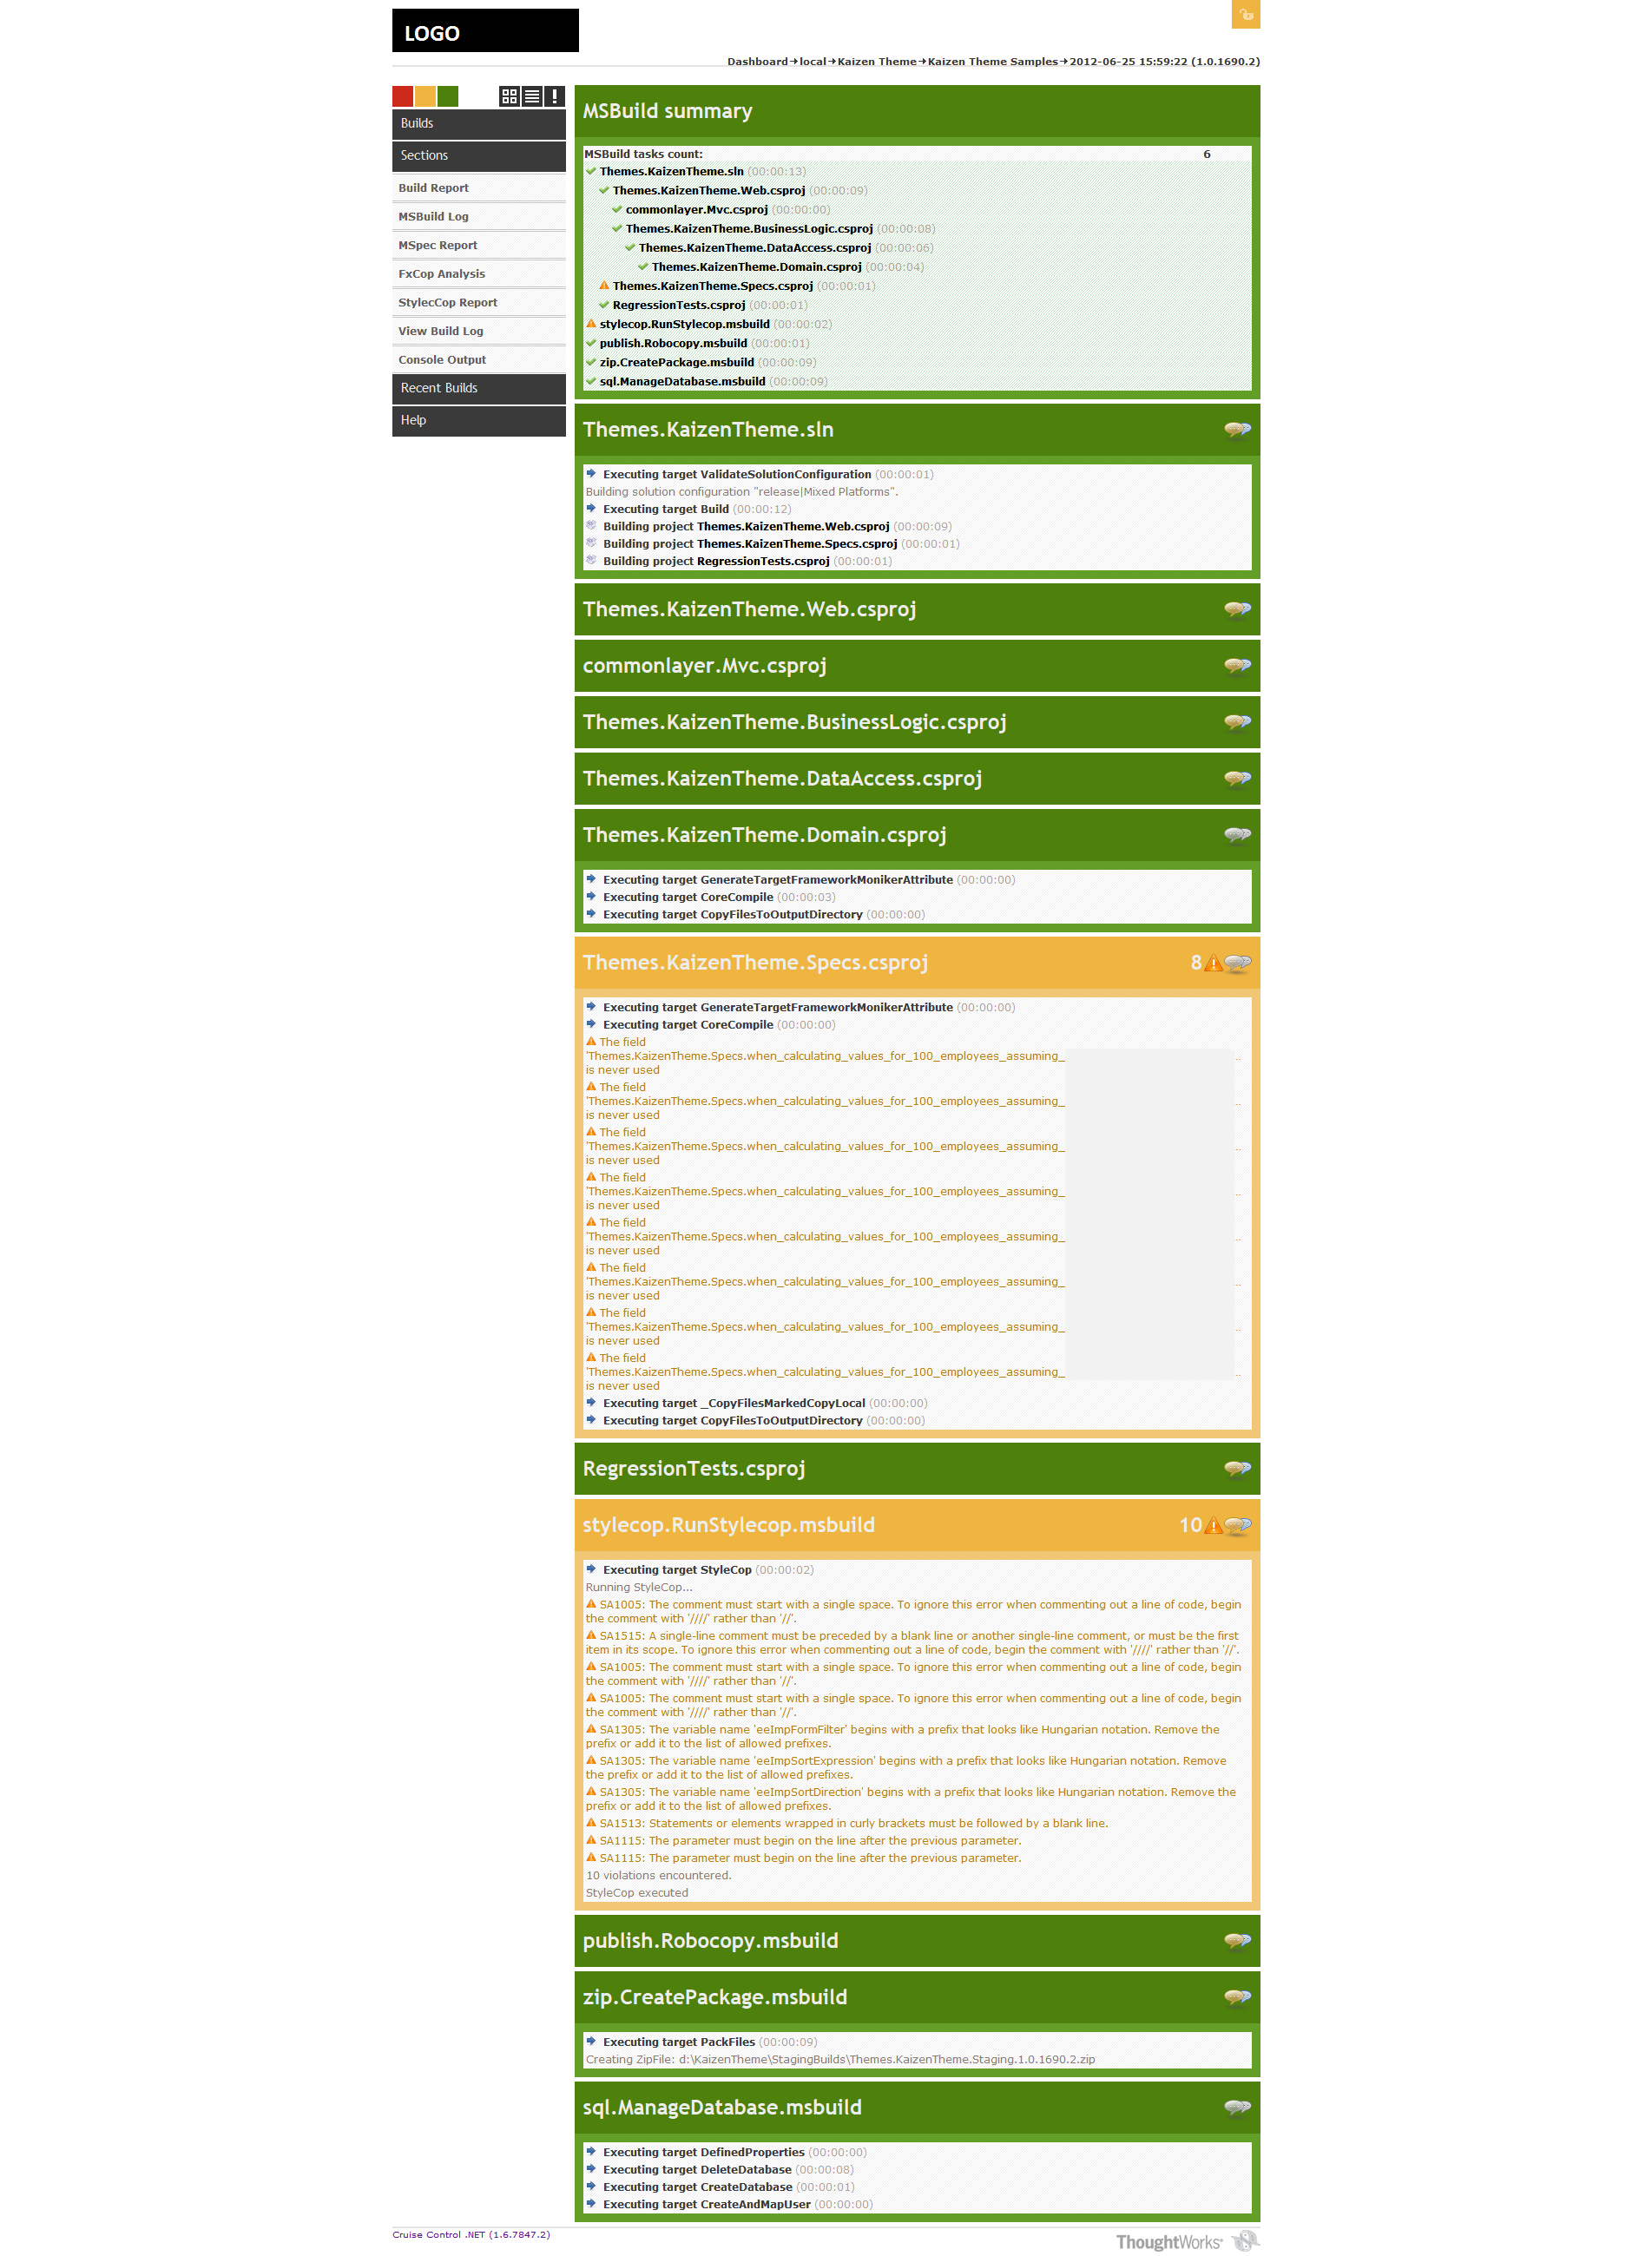 LOGO
Dashboard→local→Kaizen Theme→Kaizen Theme Samples→2012-06-25 15:59:22 (1.0.1690.2)
Builds
Sections
Build Report
MSBuild Log
MSpec Report
FxCop Analysis
StylecCop Report
View Build Log
Console Output
Recent Builds
Help
MSBuild summary
MSBuild tasks count: 6
Themes.KaizenTheme.sln (00:00:13)
Themes.KaizenTheme.Web.csproj (00:00:09)
commonlayer.Mvc.csproj (00:00:00)
Themes.KaizenTheme.BusinessLogic.csproj (00:00:08)
Themes.KaizenTheme.DataAccess.csproj (00:00:06)
Themes.KaizenTheme.Domain.csproj (00:00:04)
Themes.KaizenTheme.Specs.csproj (00:00:01)
RegressionTests.csproj (00:00:01)
stylecop.RunStylecop.msbuild (00:00:02)
publish.Robocopy.msbuild (00:00:01)
zip.CreatePackage.msbuild (00:00:09)
sql.ManageDatabase.msbuild (00:00:09)
Themes.KaizenTheme.sln
Executing target ValidateSolutionConfiguration (00:00:01)
Building solution configuration "release|Mixed Platforms".
Executing target Build (00:00:12)
Building project Themes.KaizenTheme.Web.csproj (00:00:09)
Building project Themes.KaizenTheme.Specs.csproj (00:00:01)
Building project RegressionTests.csproj (00:00:01)
Themes.KaizenTheme.Web.csproj
commonlayer.Mvc.csproj
Themes.KaizenTheme.BusinessLogic.csproj
Themes.KaizenTheme.DataAccess.csproj
Themes.KaizenTheme.Domain.csproj
Executing target GenerateTargetFrameworkMonikerAttribute (00:00:00)
Executing target CoreCompile (00:00:03)
Executing target CopyFilesToOutputDirectory (00:00:00)
Themes.KaizenTheme.Specs.csproj 8
Executing target GenerateTargetFrameworkMonikerAttribute (00:00:00)
Executing target CoreCompile (00:00:00)
The field
'Themes.KaizenTheme.Specs.when_calculating_values_for_100_employees_assuming_ ...
is never used
The field
'Themes.KaizenTheme.Specs.when_calculating_values_for_100_employees_assuming_ ...
is never used
The field
'Themes.KaizenTheme.Specs.when_calculating_values_for_100_employees_assuming_ ...
is never used
The field
'Themes.KaizenTheme.Specs.when_calculating_values_for_100_employees_assuming_ ...
is never used
The field
'Themes.KaizenTheme.Specs.when_calculating_values_for_100_employees_assuming_ ...
is never used
The field
'Themes.KaizenTheme.Specs.when_calculating_values_for_100_employees_assuming_ ...
is never used
The field
'Themes.KaizenTheme.Specs.when_calculating_values_for_100_employees_assuming_ ...
is never used
The field
'Themes.KaizenTheme.Specs.when_calculating_values_for_100_employees_assuming_ ...
is never used
Executing target _CopyFilesMarkedCopyLocal (00:00:00)
Executing target CopyFilesToOutputDirectory (00:00:00)
RegressionTests.csproj
stylecop.RunStylecop.msbuild 10
Executing target StyleCop (00:00:02)
Running StyleCop...
SA1005: The comment must start with a single space. To ignore this error when commenting out a line of code, begin
the comment with '////' rather than '//'.
SA1515: A single-line comment must be preceded by a blank line or another single-line comment, or must be the first
item in its scope. To ignore this error when commenting out a line of code, begin the comment with '////' rather than '//'.
SA1005: The comment must start with a single space. To ignore this error when commenting out a line of code, begin
the comment with '////' rather than '//'.
SA1005: The comment must start with a single space. To ignore this error when commenting out a line of code, begin
the comment with '////' rather than '//'.
SA1305: The variable name 'eeImpFormFilter' begins with a prefix that looks like Hungarian notation. Remove the
prefix or add it to the list of allowed prefixes.
SA1305: The variable name 'eeImpSortExpression' begins with a prefix that looks like Hungarian notation. Remove
the prefix or add it to the list of allowed prefixes.
SA1305: The variable name 'eeImpSortDirection' begins with a prefix that looks like Hungarian notation. Remove the
prefix or add it to the list of allowed prefixes.
SA1513: Statements or elements wrapped in curly brackets must be followed by a blank line.
SA1115: The parameter must begin on the line after the previous parameter.
SA1115: The parameter must begin on the line after the previous parameter.
10 violations encountered.
StyleCop executed
publish.Robocopy.msbuild
zip.CreatePackage.msbuild
Executing target PackFiles (00:00:09)
Creating ZipFile: d:\KaizenTheme\StagingBuilds\Themes.KaizenTheme.Staging.1.0.1690.2.zip
sql.ManageDatabase.msbuild
Executing target DefinedProperties (00:00:00)
Executing target DeleteDatabase (00:00:08)
Executing target CreateDatabase (00:00:01)
Executing target CreateAndMapUser (00:00:00)
Cruise Control .NET (1.6.7847.2)
ThoughtWorks